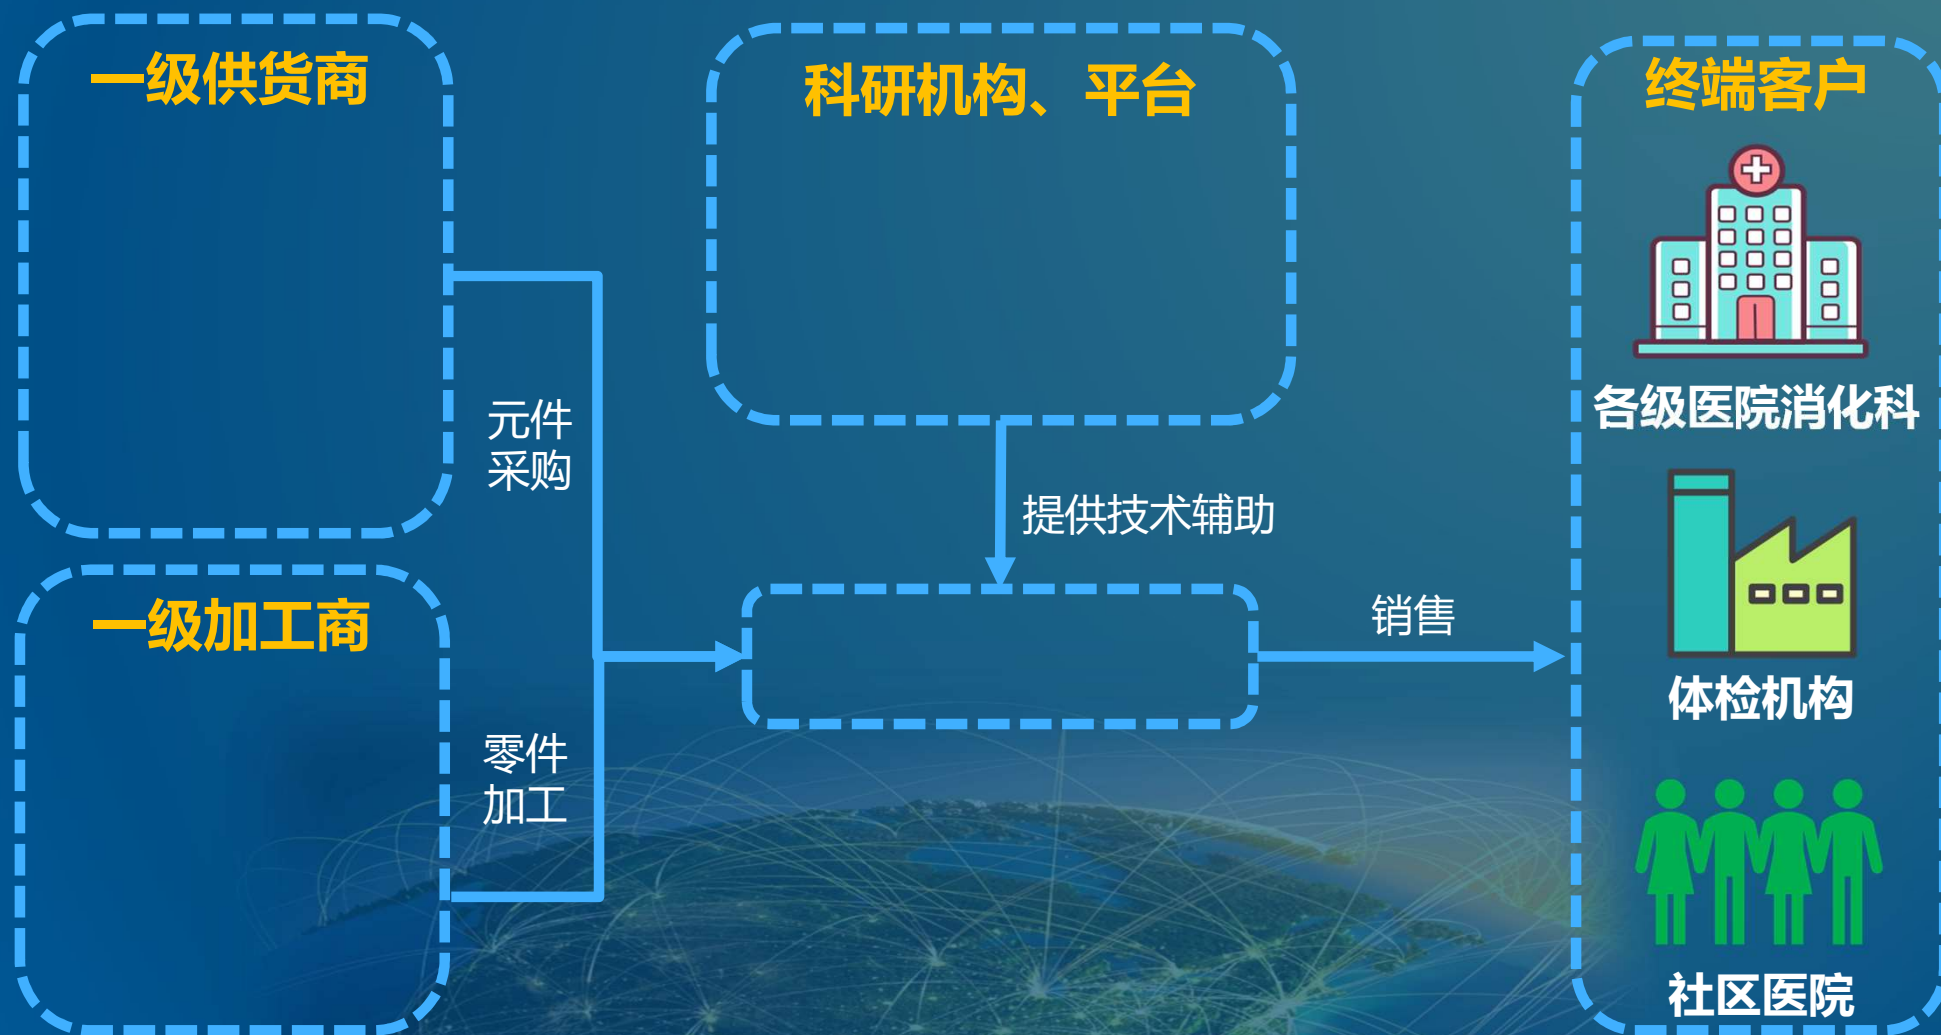 一级供货商
科研机构、平台
终端客户
各级医院消化科
元件
采购
提供技术辅助
一级加工商
销售
体检机构
零件
加工
社区医院